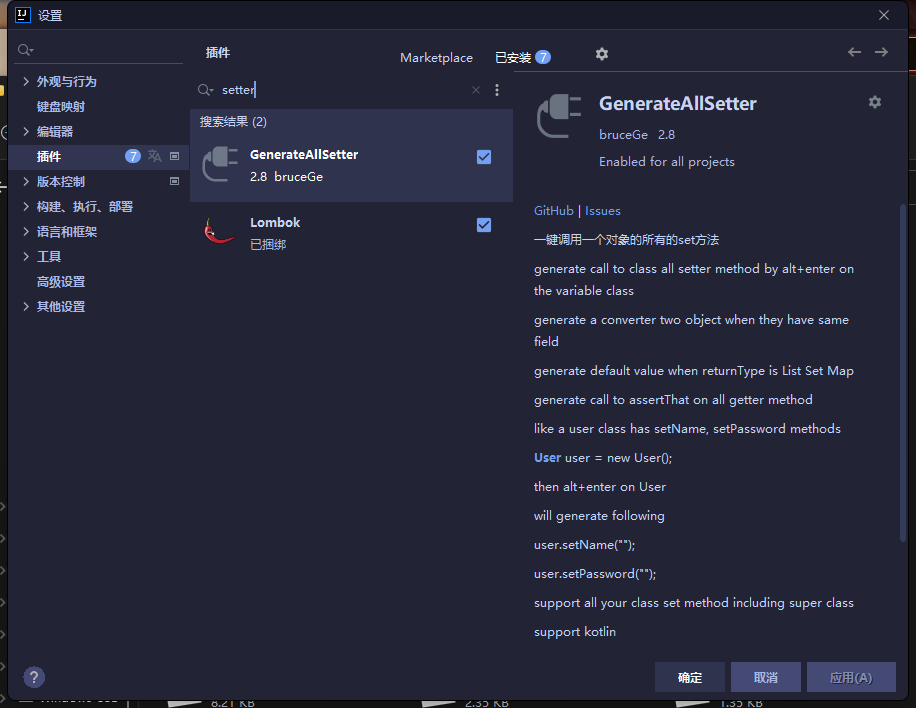 设置
插件
Marketplace
已安装 7
setter
外观与行为
键盘映射
编辑器
插件 7
版本控制
构建、执行、部署
语言和框架
工具
高级设置
其他设置
搜索结果 (2)
GenerateAllSetter
2.8 bruceGe
Lombok
已捆绑
GenerateAllSetter
bruceGe 2.8
Enabled for all projects
GitHub | Issues
一键调用一个对象的所有的set方法
generate call to class all setter method by alt+enter on
the variable class
generate a converter two object when they have same
field
generate default value when returnType is List Set Map
generate call to assertThat on all getter method
like a user class has setName, setPassword methods
User user = new User();
then alt+enter on User
will generate following
user.setName("");
user.setPassword("");
support all your class set method including super class
support kotlin
?
确定
取消
应用(A)
8.21 KB
2.35 KB
1.35 KB